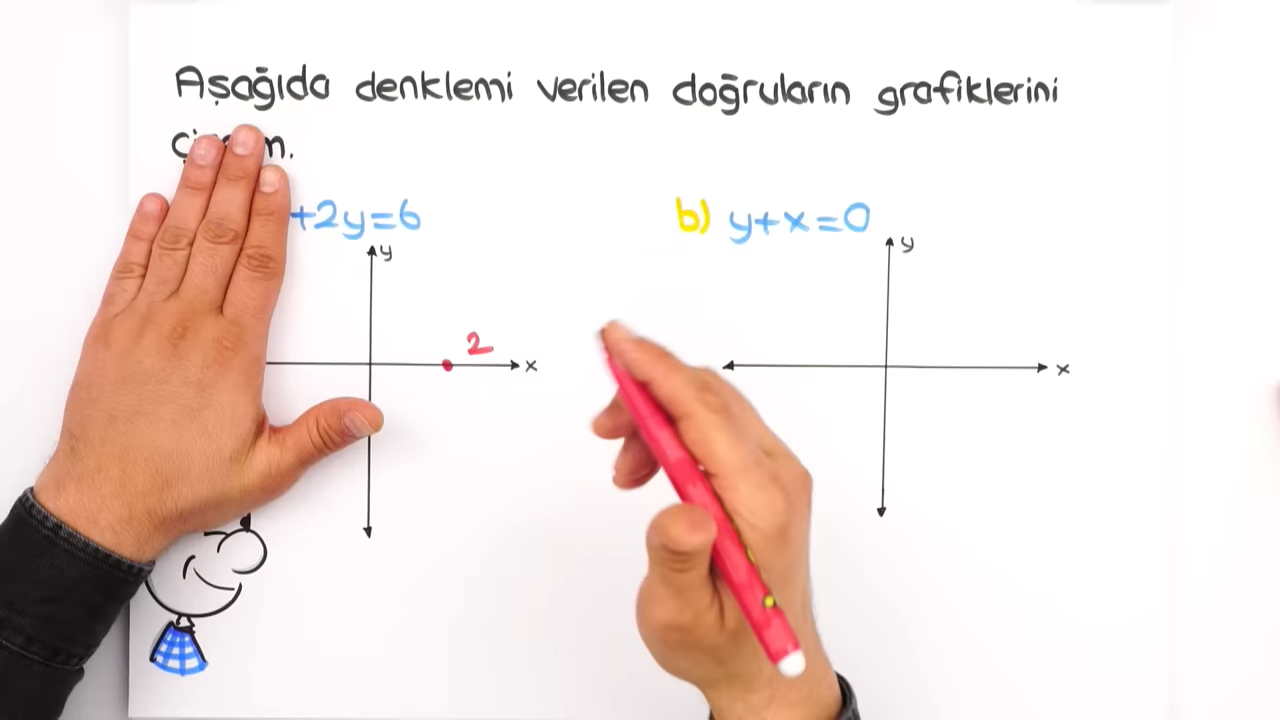 Aşağıda denklemi verilen doğruların grafiklerini
+2y=6
b) y+x=0
y
y
2
x
x